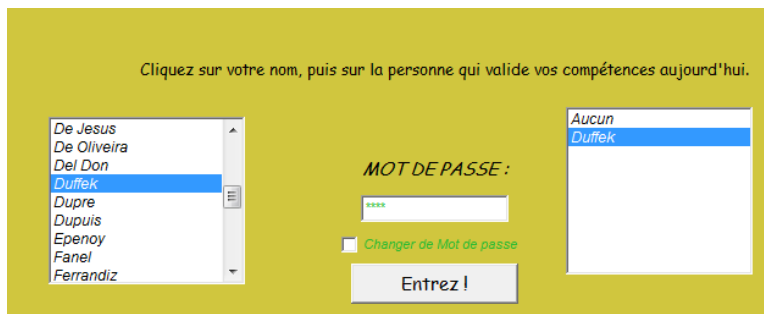 Cliquez sur votre nom, puis sur la personne qui valide vos compétences aujourd'hui.
De Jesus
De Oliveira
Del Don
Duffek
Dupre
Dupuis
Epenoy
Fanel
Ferrandiz
MOT DE PASSE :
****
Changer de Mot de passe
Entrez !
Aucun
Duffek